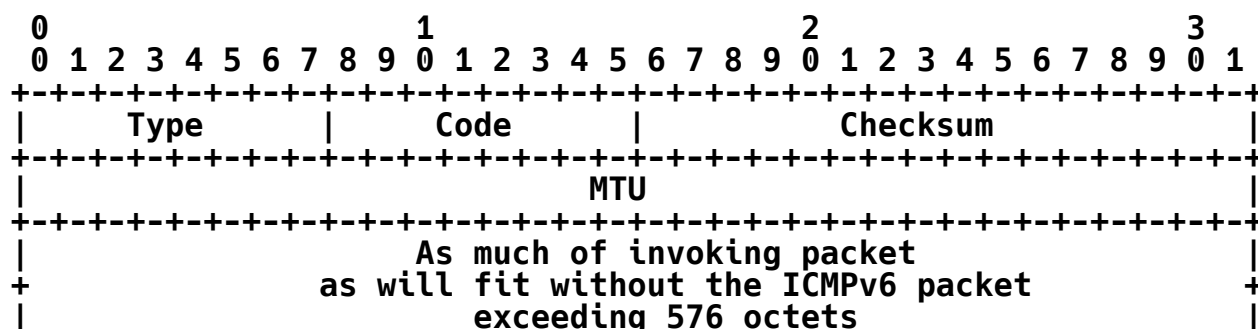 0                   1                   2                   3
 0 1 2 3 4 5 6 7 8 9 0 1 2 3 4 5 6 7 8 9 0 1 2 3 4 5 6 7 8 9 0 1
+-+-+-+-+-+-+-+-+-+-+-+-+-+-+-+-+-+-+-+-+-+-+-+-+-+-+-+-+-+-+-+-+
|     Type      |     Code      |          Checksum             |
+-+-+-+-+-+-+-+-+-+-+-+-+-+-+-+-+-+-+-+-+-+-+-+-+-+-+-+-+-+-+-+-+
|                             MTU                               |
+-+-+-+-+-+-+-+-+-+-+-+-+-+-+-+-+-+-+-+-+-+-+-+-+-+-+-+-+-+-+-+-+
|                    As much of invoking packet                 |
+               as will fit without the ICMPv6 packet           +
|                       exceeding 576 octets                    |